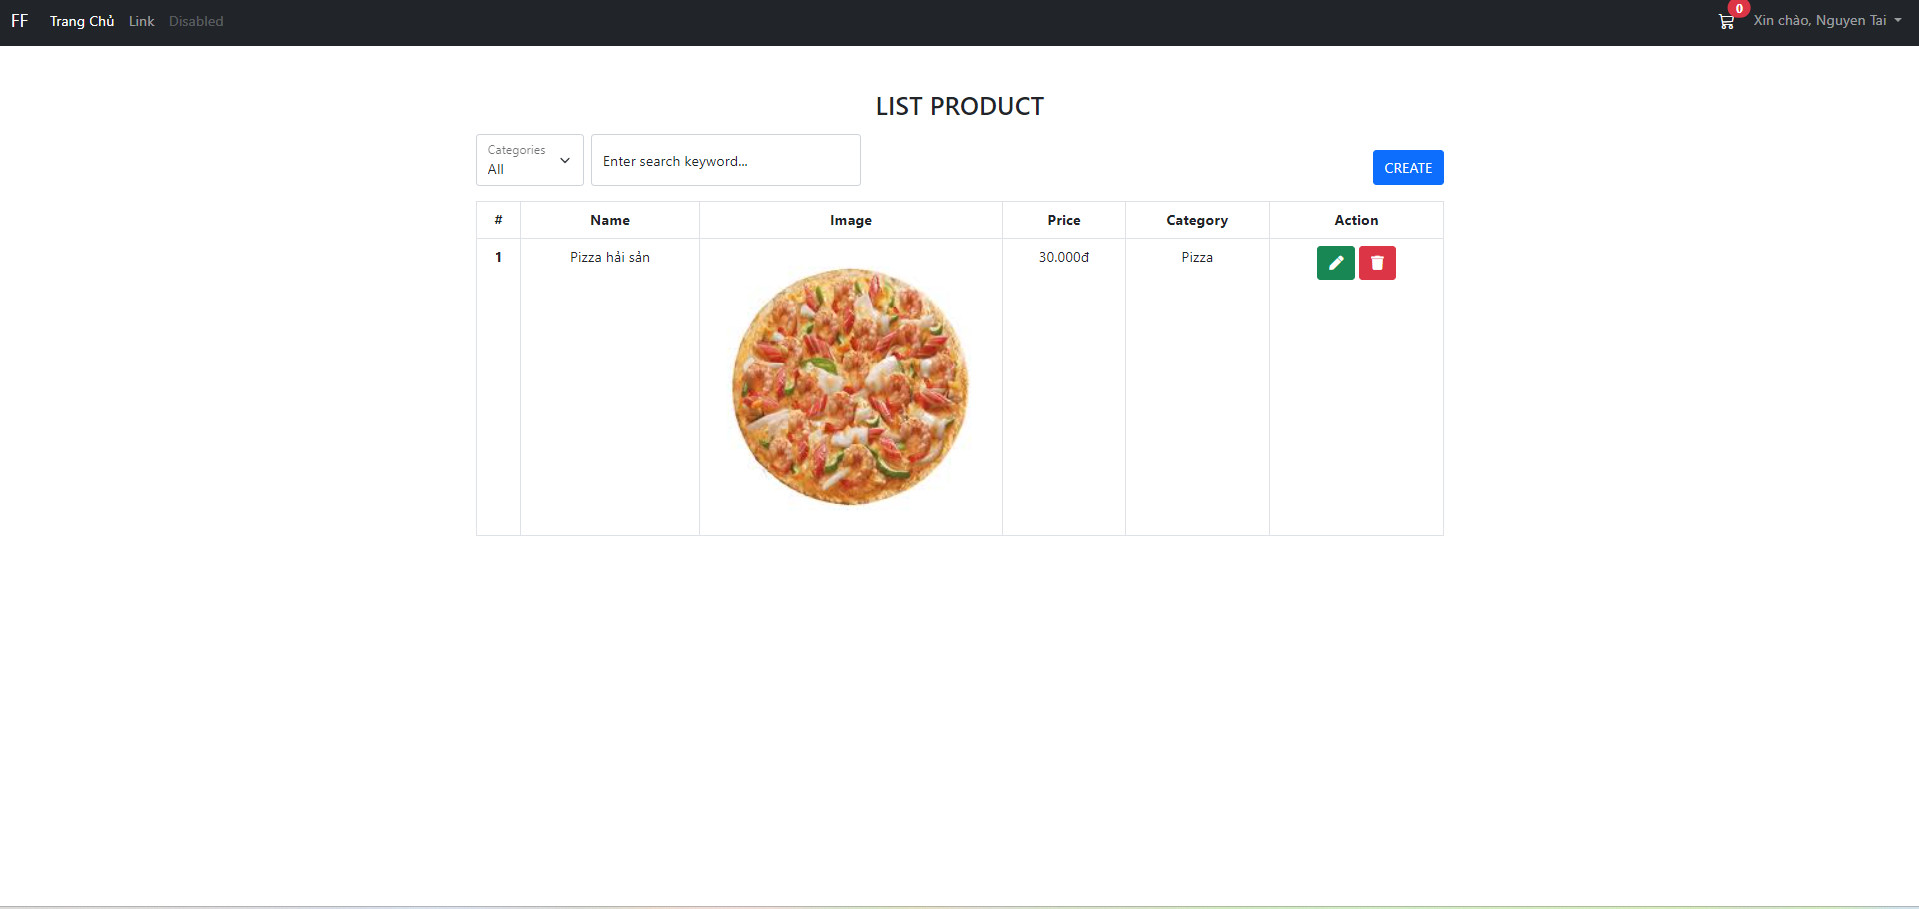 FF Trang Chủ Link Disabled 0 Xin chào, Nguyen Tai
LIST PRODUCT
Categories
All
Enter search keyword...
CREATE
# Name Image Price Category Action
1 Pizza hải sản 30.000đ Pizza